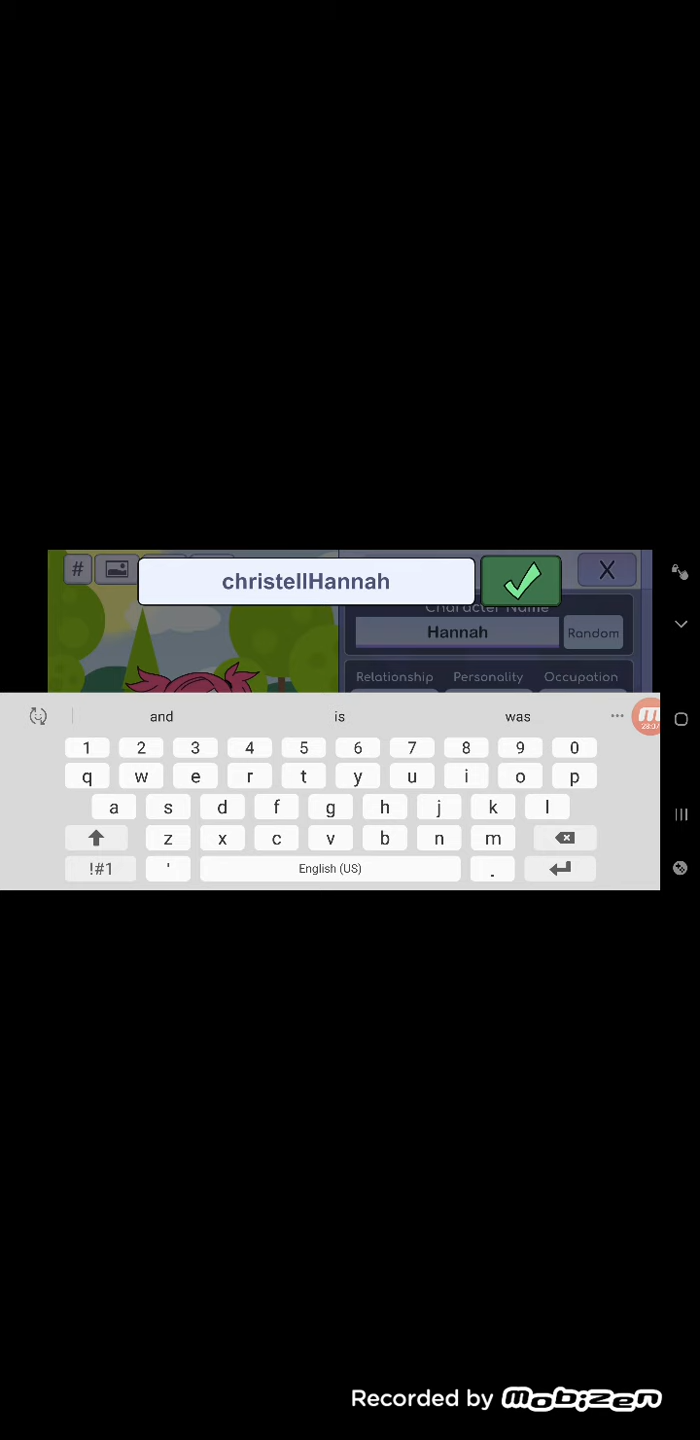 #
christellHannah
X
Character Name
Hannah
Random
Relationship Personality Occupation
and is was ...
1 2 3 4 5 6 7 8 9 0
q w e r t y u i o p
a s d f g h j k l
z x c v b n m
!#1 ' English (US) .
Recorded by mobizen